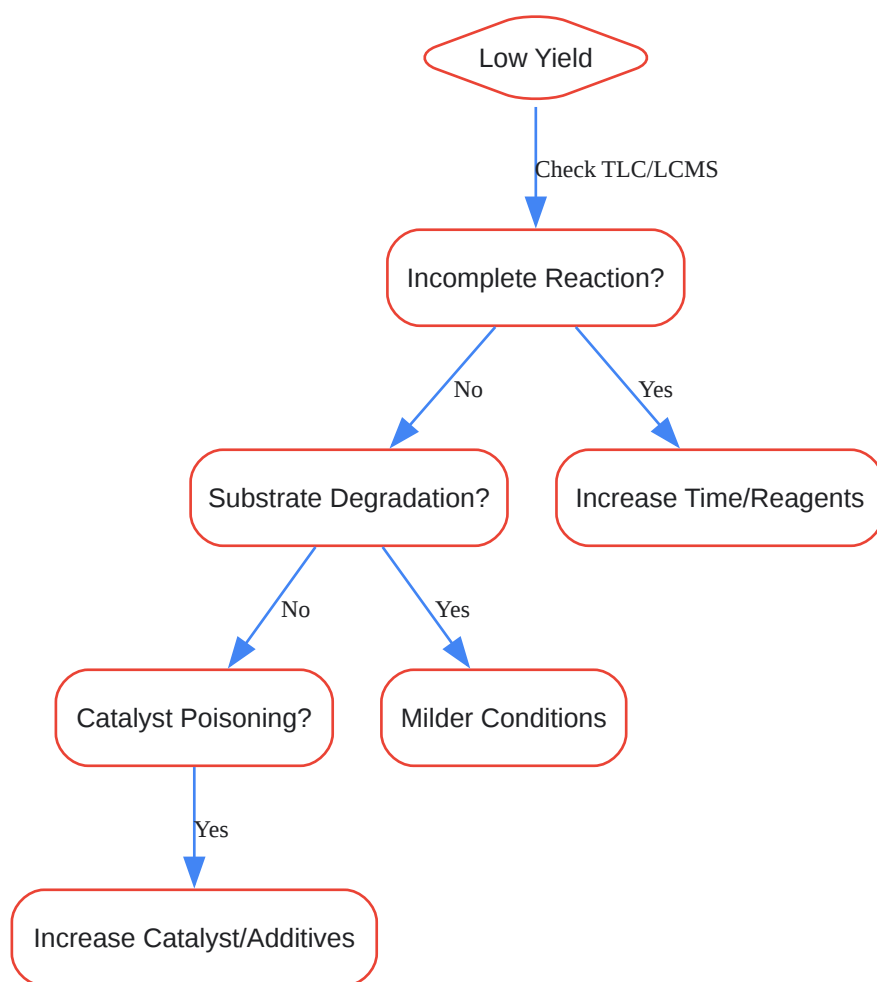 Low Yield
Check TLC/LCMS
Incomplete Reaction?
No
Yes
Substrate Degradation?
Increase Time/Reagents
No
Yes
Catalyst Poisoning?
Milder Conditions
Yes
Increase Catalyst/Additives